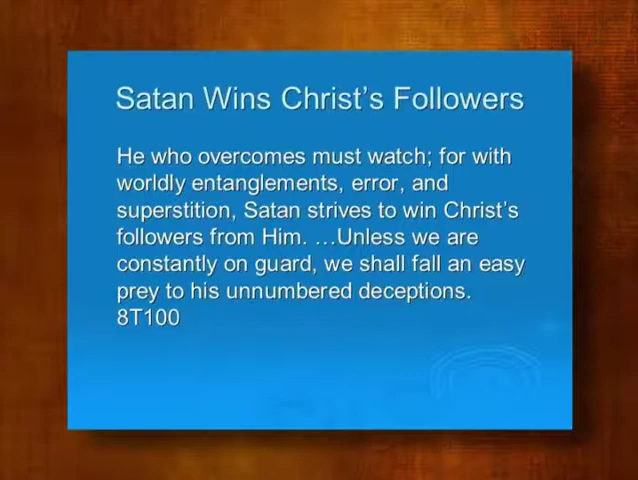 Satan Wins Christ’s Followers
He who overcomes must watch; for with
worldly entanglements, error, and
superstition, Satan strives to win Christ’s
followers from Him. …Unless we are
constantly on guard, we shall fall an easy
prey to his unnumbered deceptions.
8T100